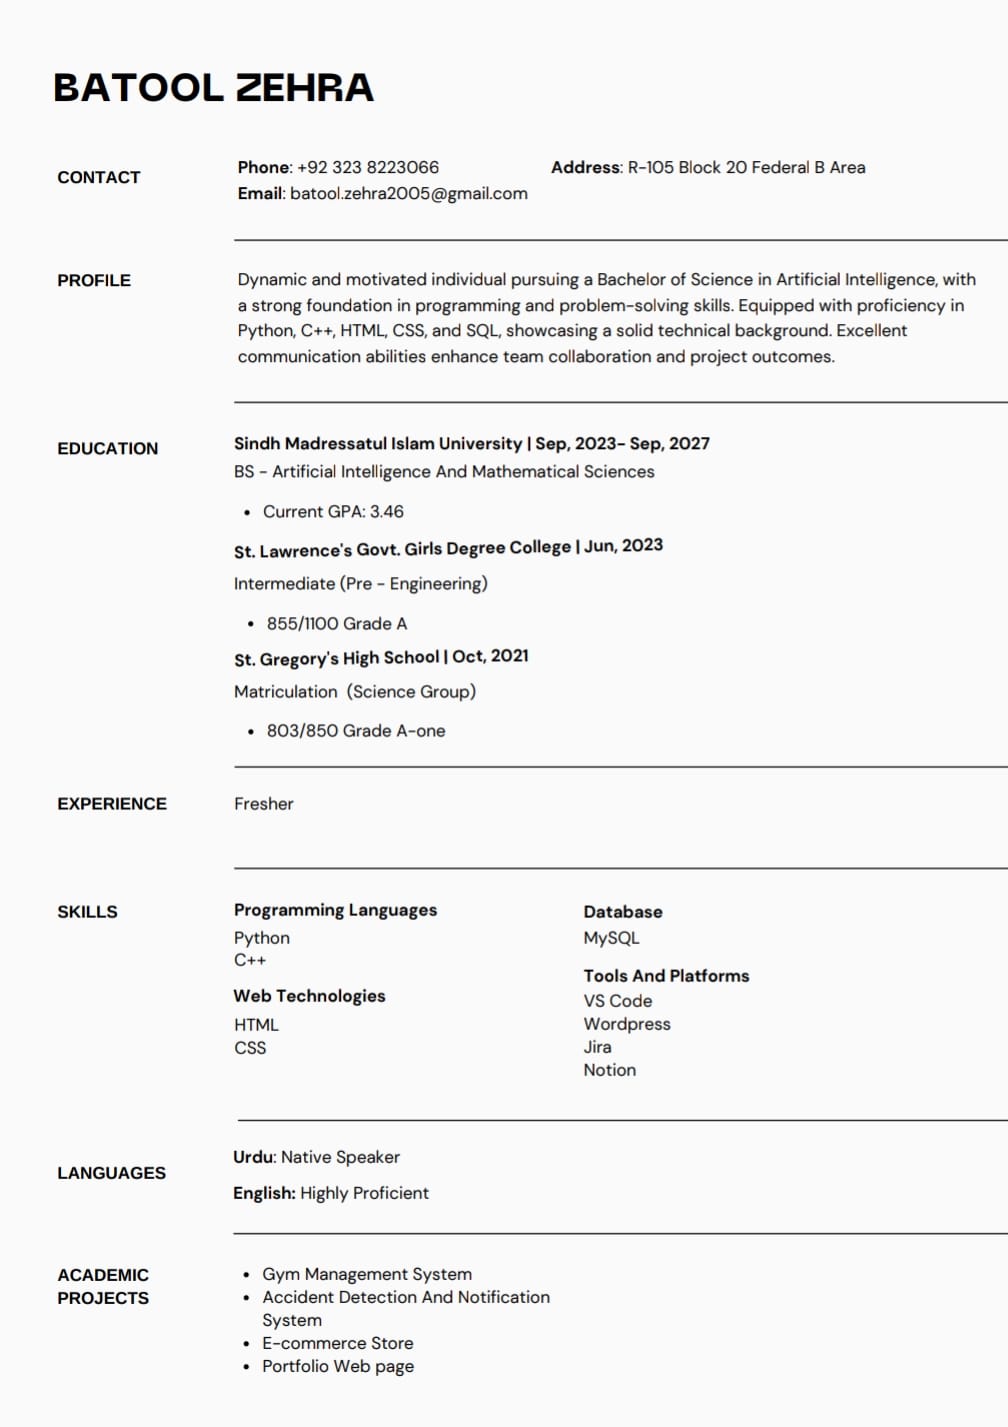 BATOOL ZEHRA
CONTACT
Phone: +92 323 8223066
Address: R-105 Block 20 Federal B Area
Email: batool.zehra2005@gmail.com
PROFILE
Dynamic and motivated individual pursuing a Bachelor of Science in Artificial Intelligence, with
a strong foundation in programming and problem-solving skills. Equipped with proficiency in
Python, C++, HTML, CSS, and SQL, showcasing a solid technical background. Excellent
communication abilities enhance team collaboration and project outcomes.
EDUCATION
Sindh Madressatul Islam University | Sep, 2023- Sep, 2027
BS - Artificial Intelligence And Mathematical Sciences
• Current GPA: 3.46
St. Lawrence's Govt. Girls Degree College | Jun, 2023
Intermediate (Pre - Engineering)
• 855/1100 Grade A
St. Gregory's High School | Oct, 2021
Matriculation (Science Group)
• 803/850 Grade A-one
EXPERIENCE
Fresher
SKILLS
Programming Languages
Python
C++
Web Technologies
HTML
CSS
Database
MySQL
Tools And Platforms
VS Code
Wordpress
Jira
Notion
LANGUAGES
Urdu: Native Speaker
English: Highly Proficient
ACADEMIC
PROJECTS
• Gym Management System
• Accident Detection And Notification
System
• E-commerce Store
• Portfolio Web page